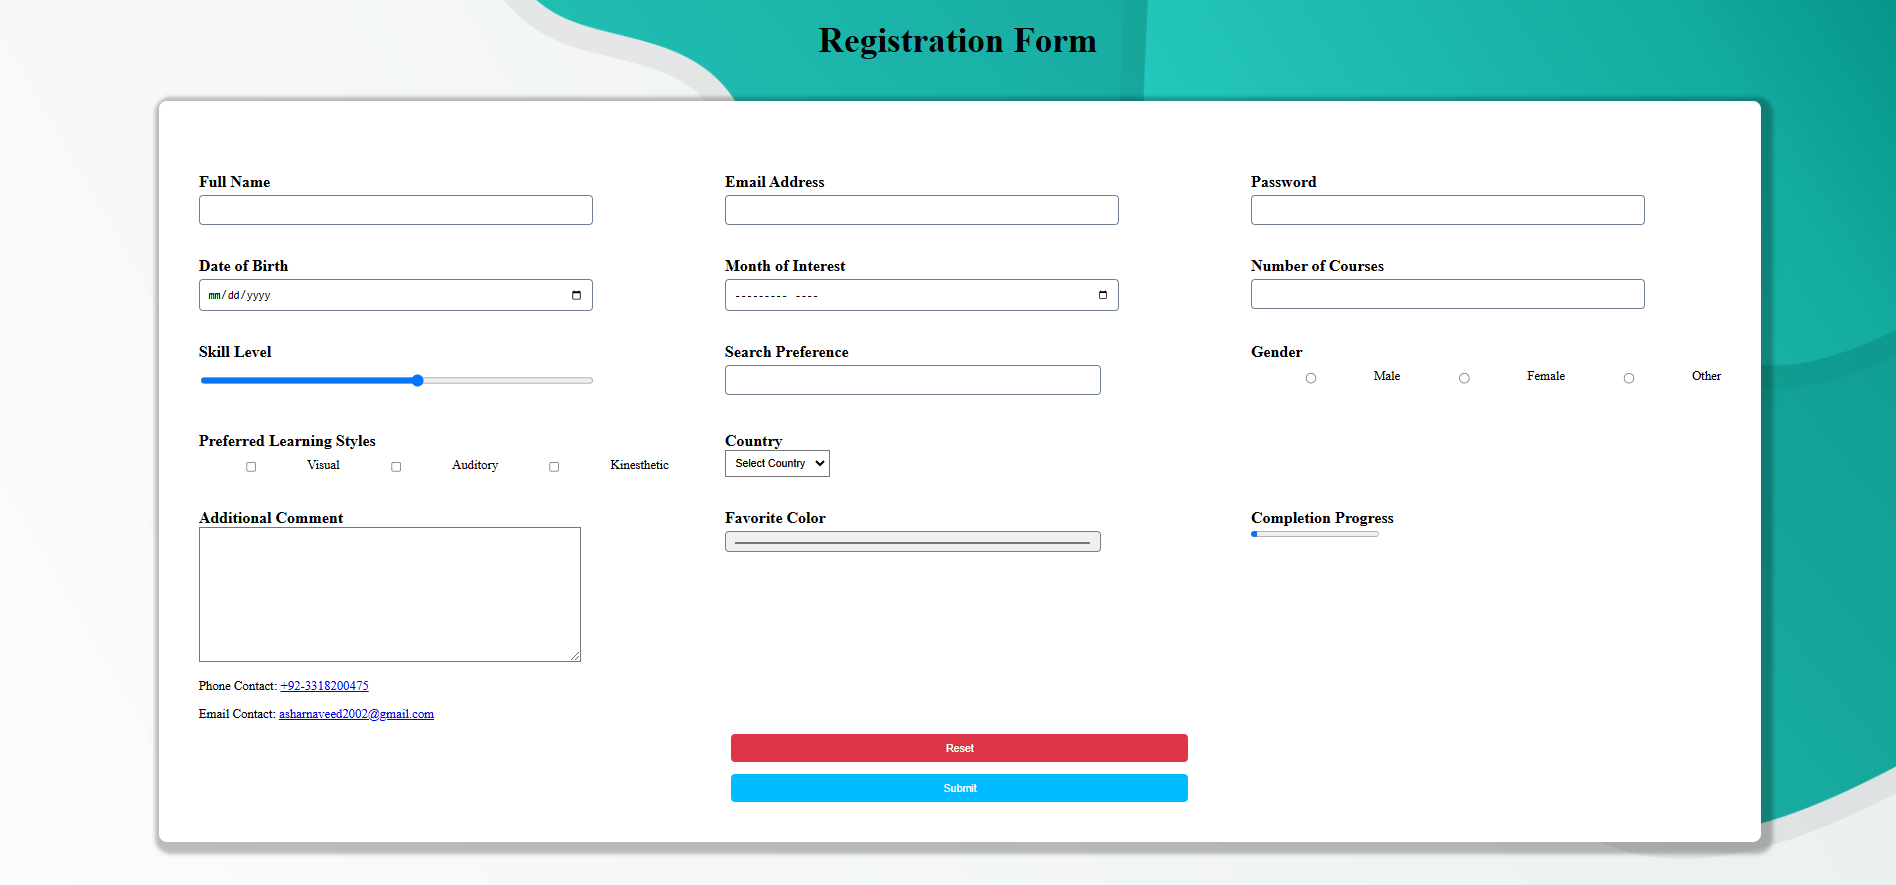 Registration Form
Full Name
Email Address
Password
Date of Birth
Month of Interest
Number of Courses
mm/dd/yyyy
--------- ----
Skill Level
Search Preference
Gender
Male
Female
Other
Preferred Learning Styles
Country
Visual
Auditory
Kinesthetic
Select Country
Additional Comment
Favorite Color
Completion Progress
Phone Contact: +92-3318200475
Email Contact: asharnaveed2002@gmail.com
Reset
Submit